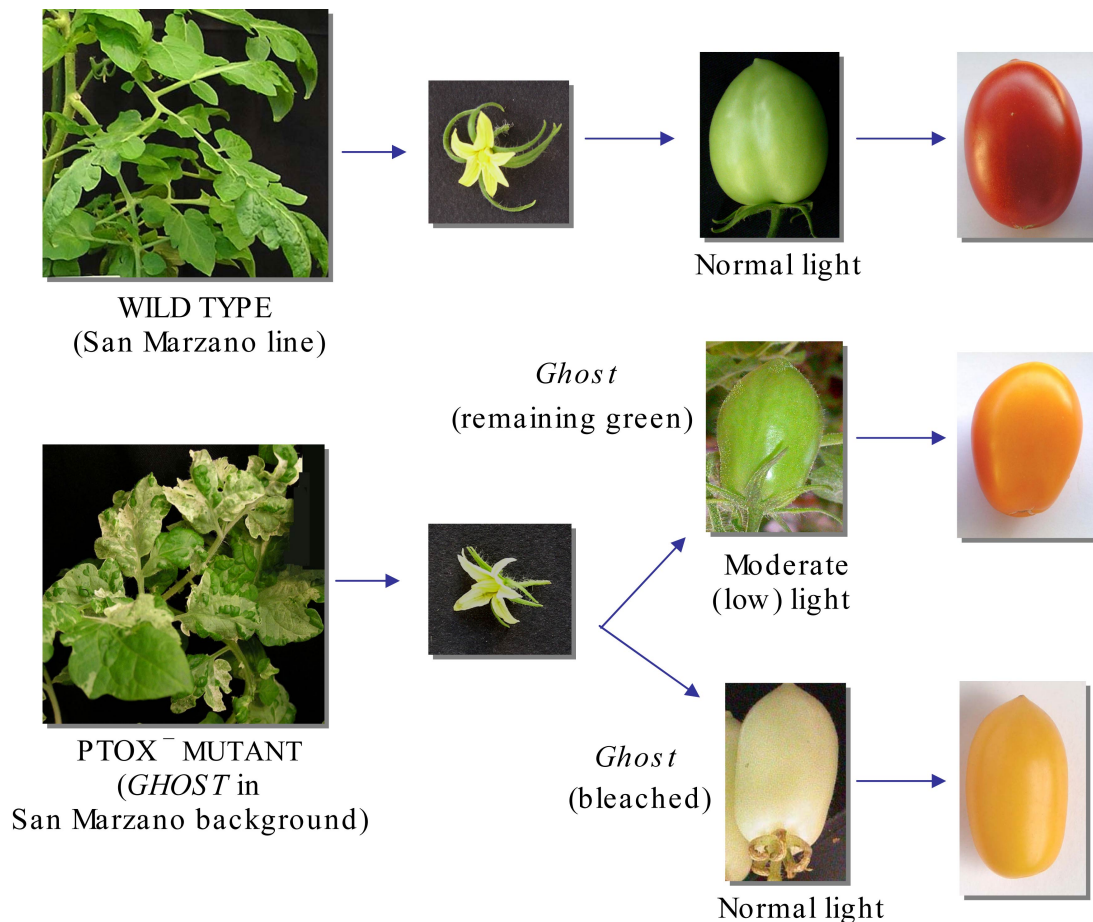 Normal light
WILD TYPE
(San Marzano line)
Ghost
(remaining green)
Moderate
(low) light
PTOX⁻ MUTANT
(GHOST in
San Marzano background)
Ghost
(bleached)
Normal light